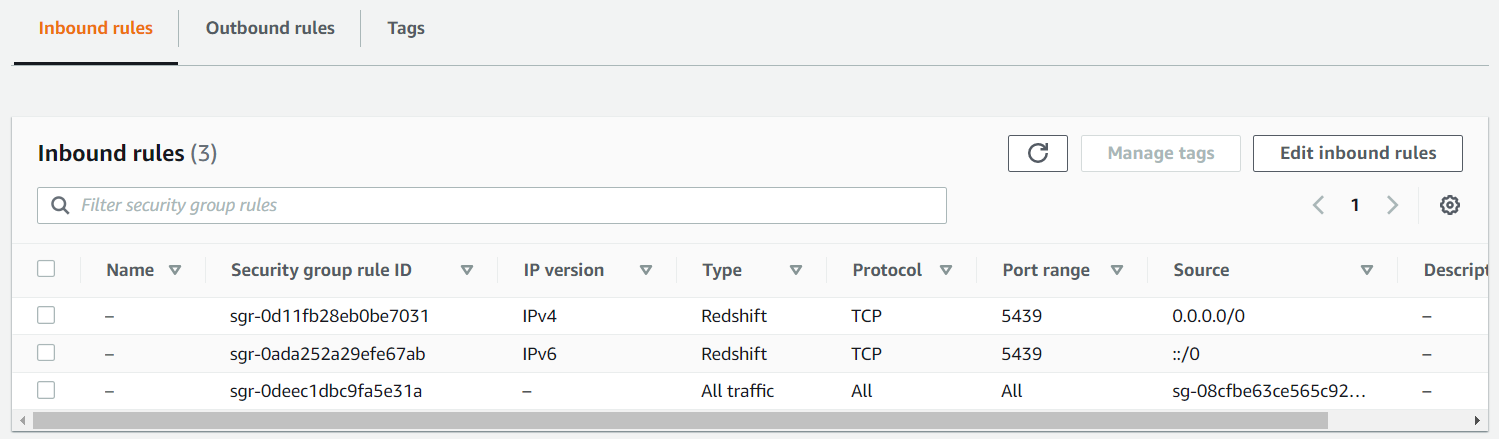 Inbound rules Outbound rules Tags
Inbound rules (3) Manage tags Edit inbound rules
Filter security group rules 1
Name Security group rule ID IP version Type Protocol Port range Source Descript
– sgr-0d11fb28eb0be7031 IPv4 Redshift TCP 5439 0.0.0.0/0 –
– sgr-0ada252a29efe67ab IPv6 Redshift TCP 5439 ::/0 –
– sgr-0deec1dbc9fa5e31a – All traffic All All sg-08cfbe63ce565c92... –